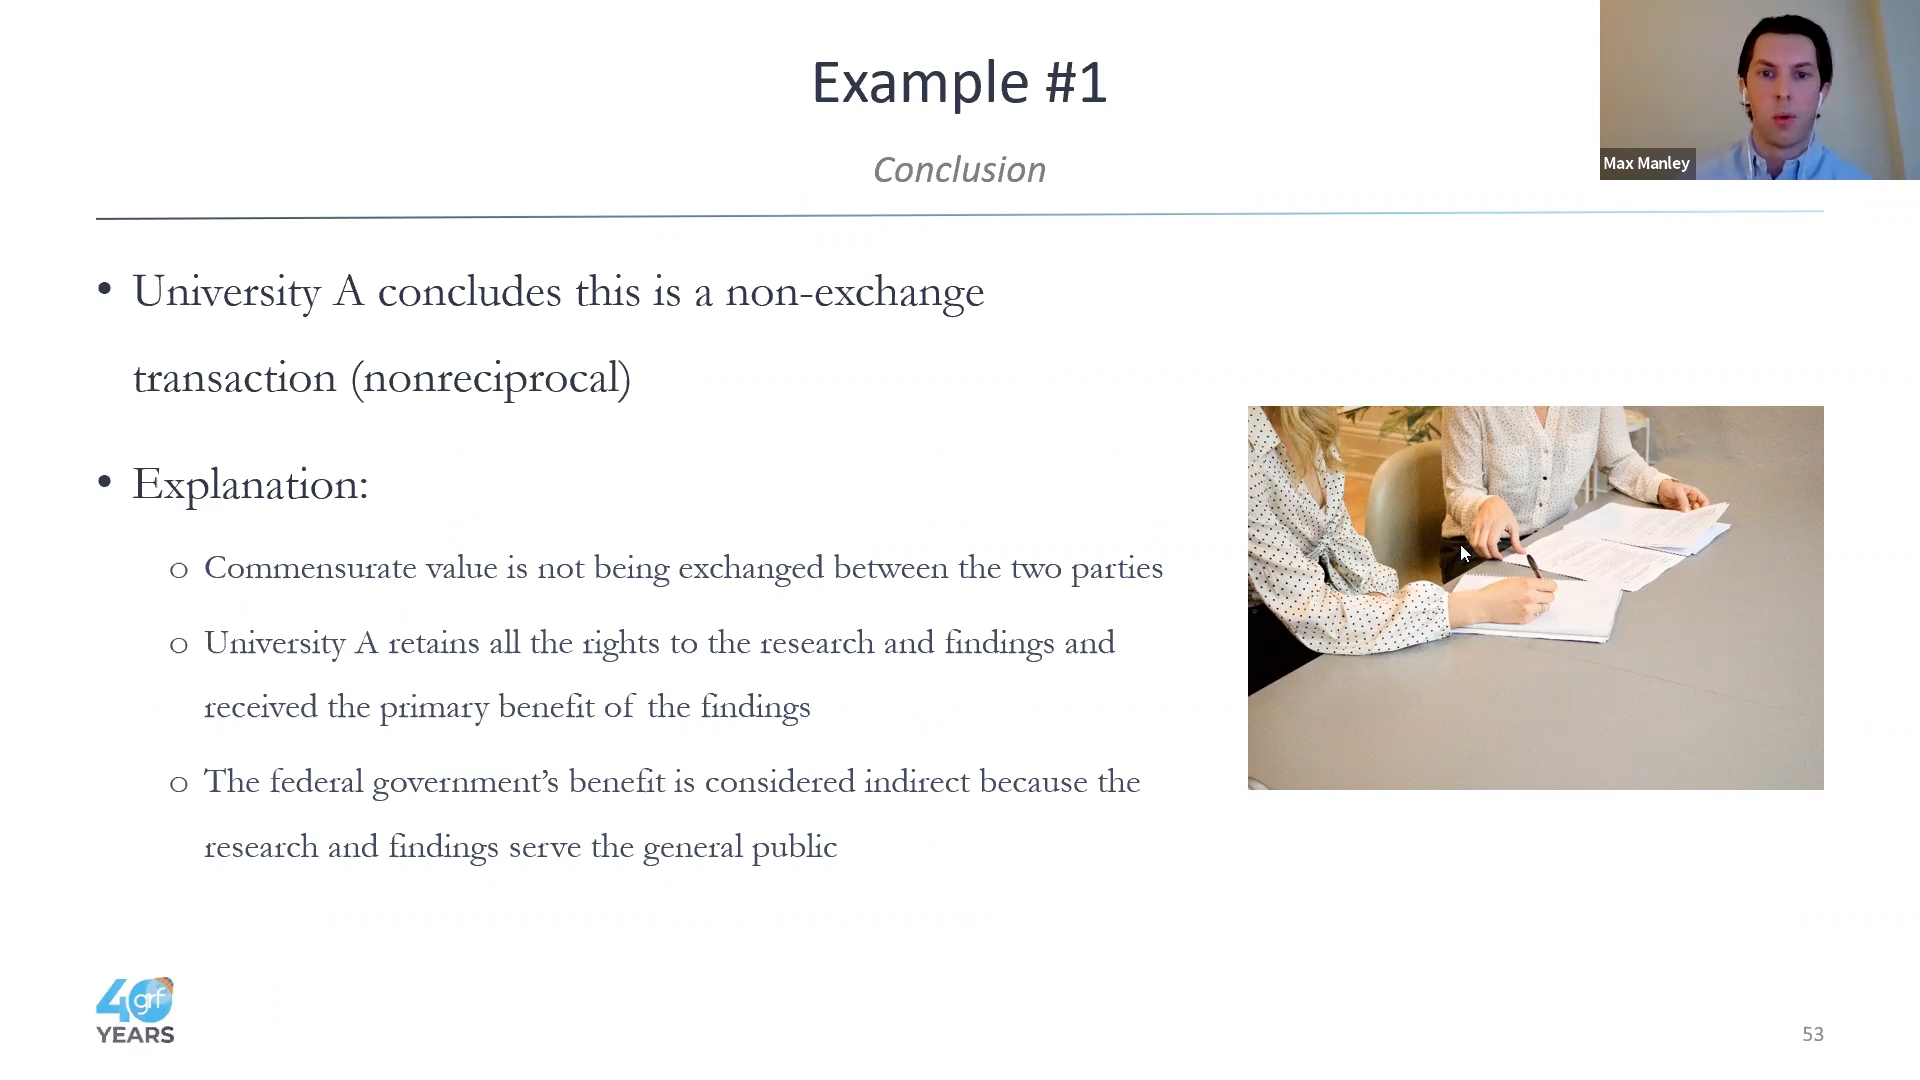 Example #1
Conclusion
Max Manley
• University A concludes this is a non-exchange
transaction (nonreciprocal)
• Explanation:
o Commensurate value is not being exchanged between the two parties
o University A retains all the rights to the research and findings and
received the primary benefit of the findings
o The federal government’s benefit is considered indirect because the
research and findings serve the general public
40 grf
YEARS
53